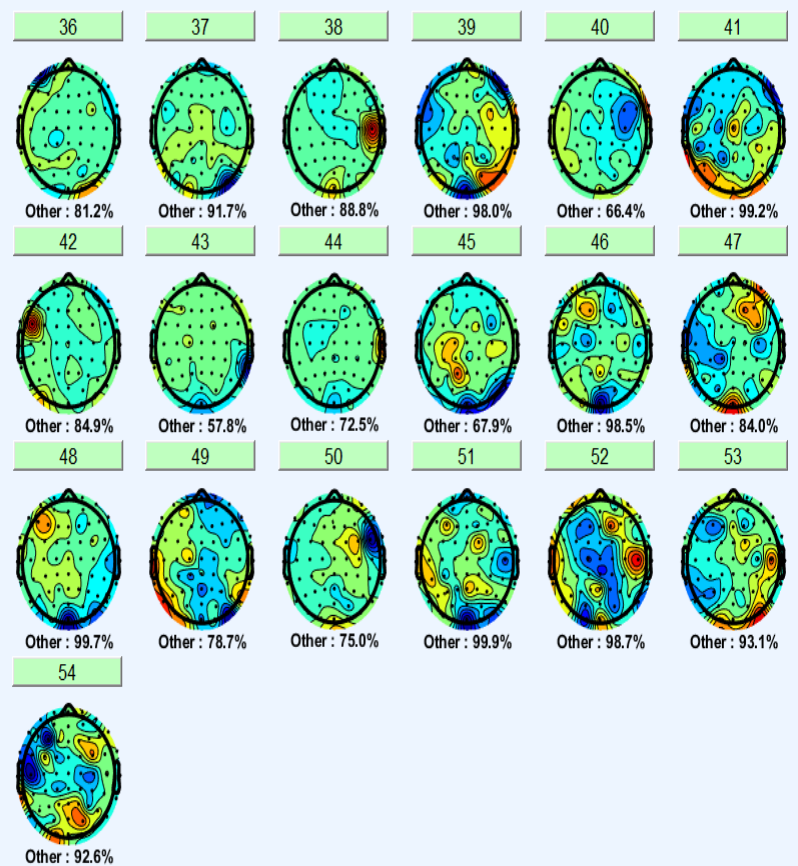 36 37 38 39 40 41
Other : 81.2% Other : 91.7% Other : 88.8% Other : 98.0% Other : 66.4% Other : 99.2%
42 43 44 45 46 47
Other : 84.9% Other : 57.8% Other : 72.5% Other : 67.9% Other : 98.5% Other : 84.0%
48 49 50 51 52 53
Other : 99.7% Other : 78.7% Other : 75.0% Other : 99.9% Other : 98.7% Other : 93.1%
54
Other : 92.6%